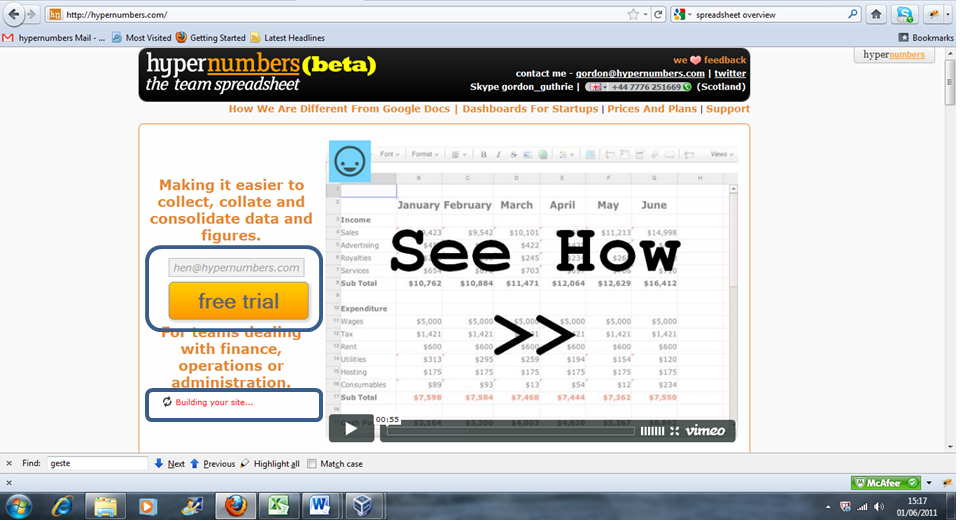 http://hypernumbers.com/
spreadsheet overview
hypernumbers Mail - ...
Most Visited
Getting Started
Latest Headlines
Bookmarks
hypernumbers(beta)
the team spreadsheet
we feedback
contact me - gordon@hypernumbers.com | twitter
Skype gordon_guthrie | +44 7776 251669 (Scotland)
hypernumbers
How We Are Different From Google Docs | Dashboards For Startups | Prices And Plans | Support
Making it easier to
collect, collate and
consolidate data and
figures.
hen@hypernumbers.com
free trial
For teams dealing
with finance,
operations or
administration.
Building your site...
Font Format B I S Views
B C D E F G H
January February March April May June
Income
Sales $9,542 $10,101 $11,213 $14,998
Advertising $422
Royalties $245
Services $703
Sub Total $10,762 $10,884 $11,471 $12,064 $12,629 $16,412
See How
Expenditure
Wages $5,000 $5,000 $5,000 $5,000 $5,000 $5,000
Tax $1,421 $1,421 $1,421 $1,421
Rent $600 $600 $600 $600
Utilities $313 $295 $259 $194 $154 $120
Hosting $175 $175 $175 $175 $175 $175
Consumables $89 $93 $13 $54 $12 $234
Sub Total $7,598 $7,584 $7,468 $7,444 $7,362 $7,550
>>
00:55
vimeo
Find: geste Next Previous Highlight all Match case
McAfee
15:17
01/06/2011